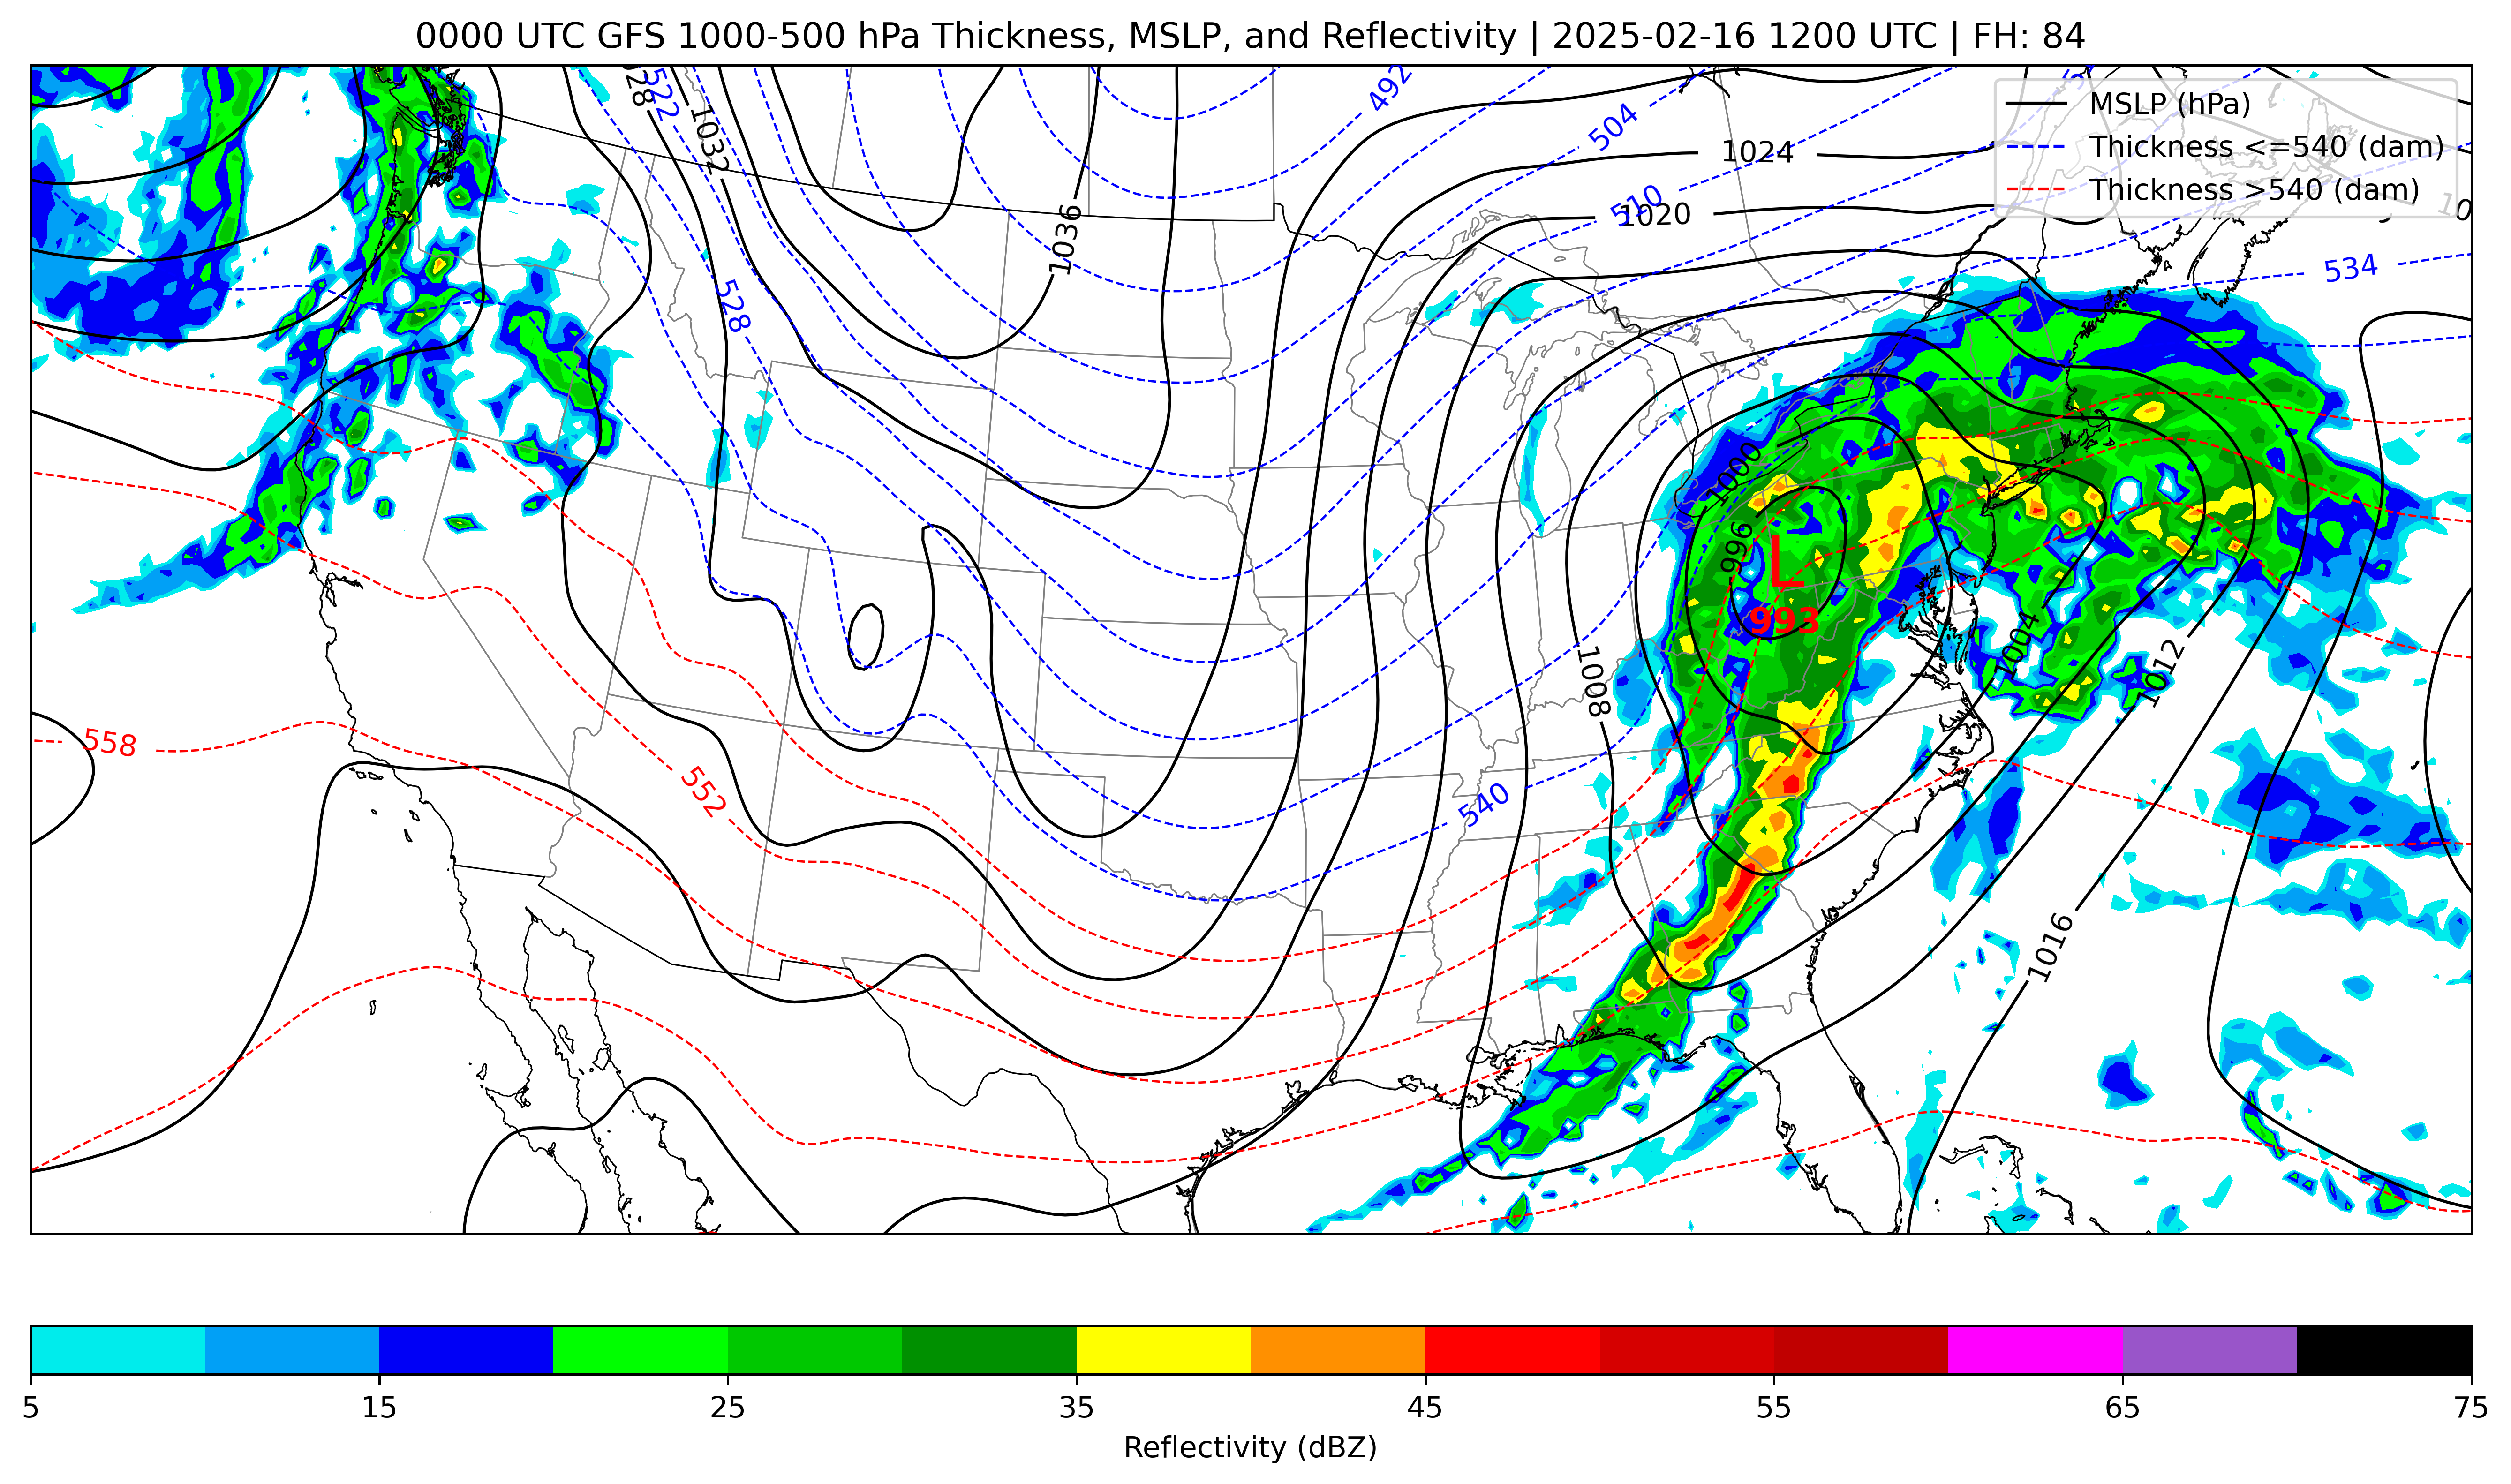 0000 UTC GFS 1000-500 hPa Thickness, MSLP, and Reflectivity | 2025-02-16 1200 UTC | FH: 84
MSLP (hPa)
Thickness <=540 (dam)
Thickness >540 (dam)
522
492
1032
504
1024
510
1020
1036
534
528
1000
996
L
993
1004
1008
1012
558
552
540
1016
5 15 25 35 45 55 65 75
Reflectivity (dBZ)